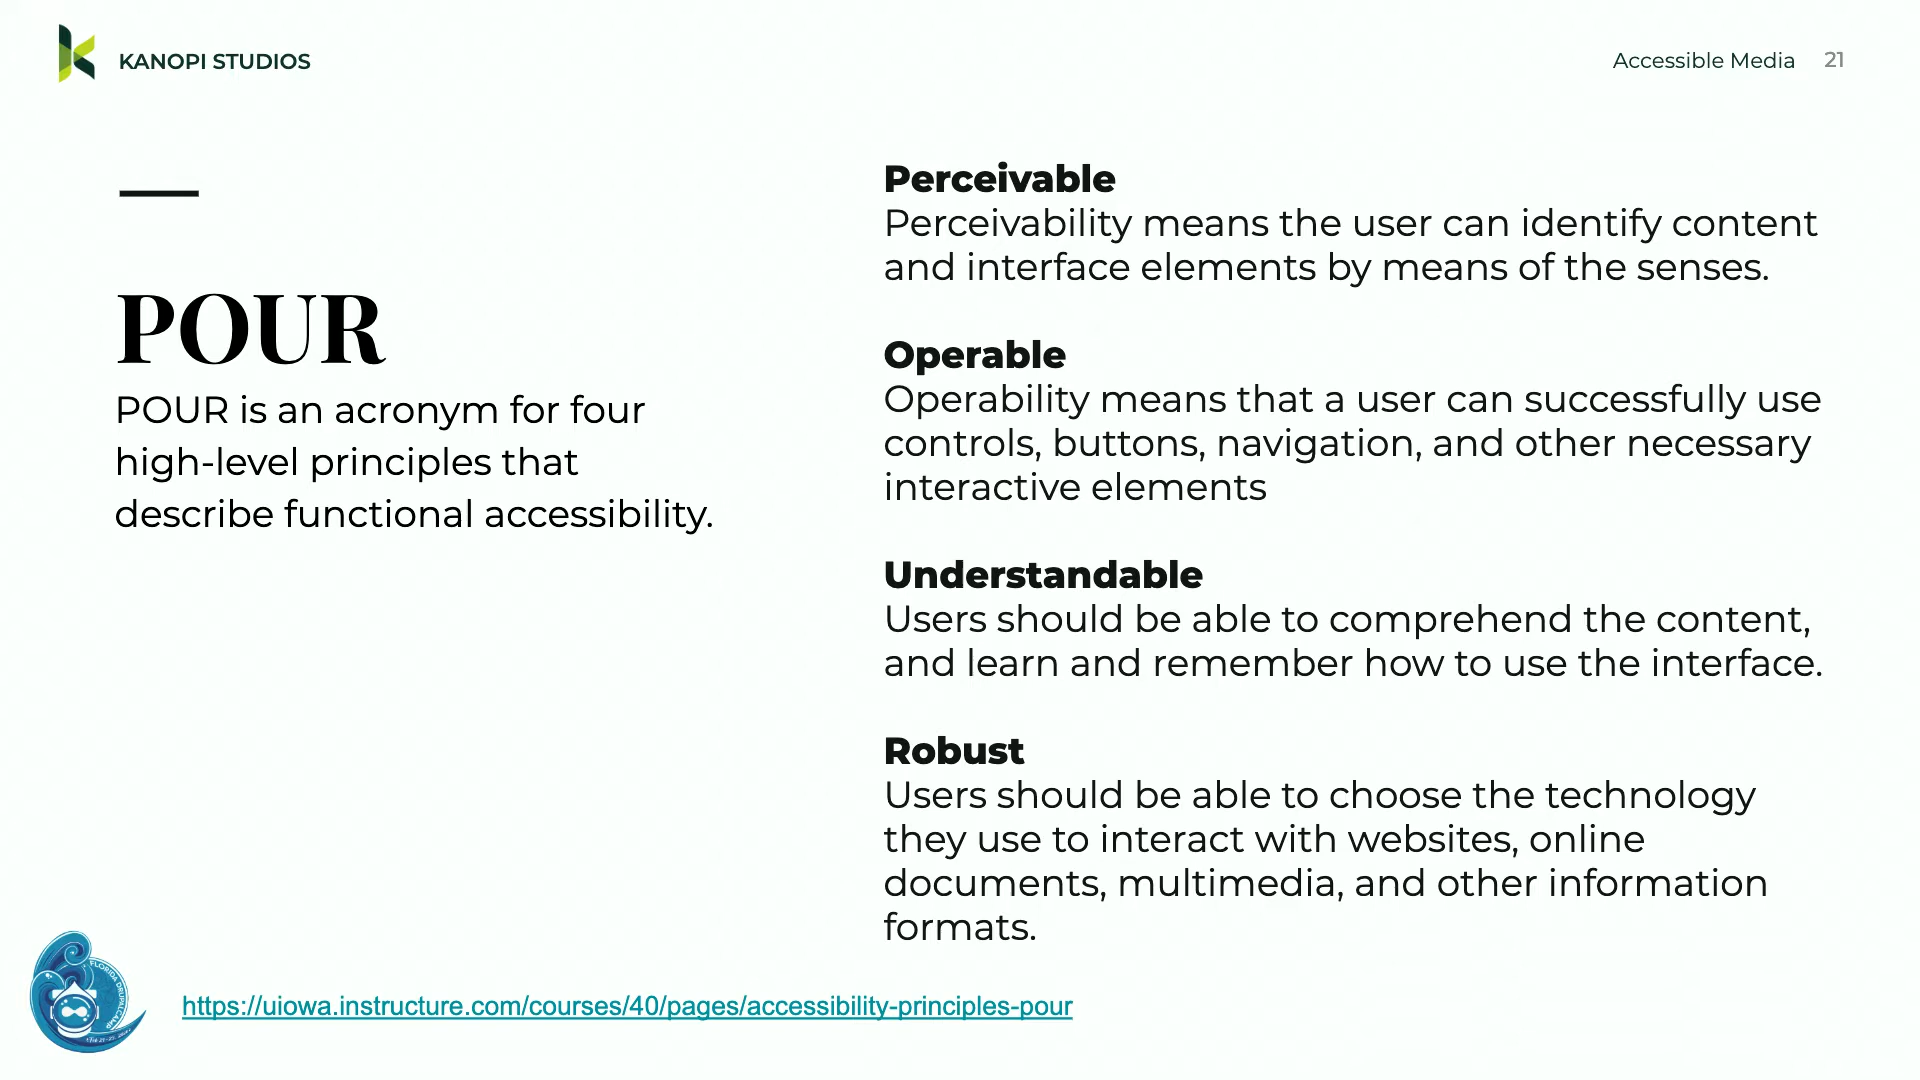 KANOPI STUDIOS
Accessible Media 21
POUR
POUR is an acronym for four
high-level principles that
describe functional accessibility.
Perceivable
Perceivability means the user can identify content
and interface elements by means of the senses.
Operable
Operability means that a user can successfully use
controls, buttons, navigation, and other necessary
interactive elements
Understandable
Users should be able to comprehend the content,
and learn and remember how to use the interface.
Robust
Users should be able to choose the technology
they use to interact with websites, online
documents, multimedia, and other information
formats.
FLORIDA DRUPALCAMP
https://uiowa.instructure.com/courses/40/pages/accessibility-principles-pour